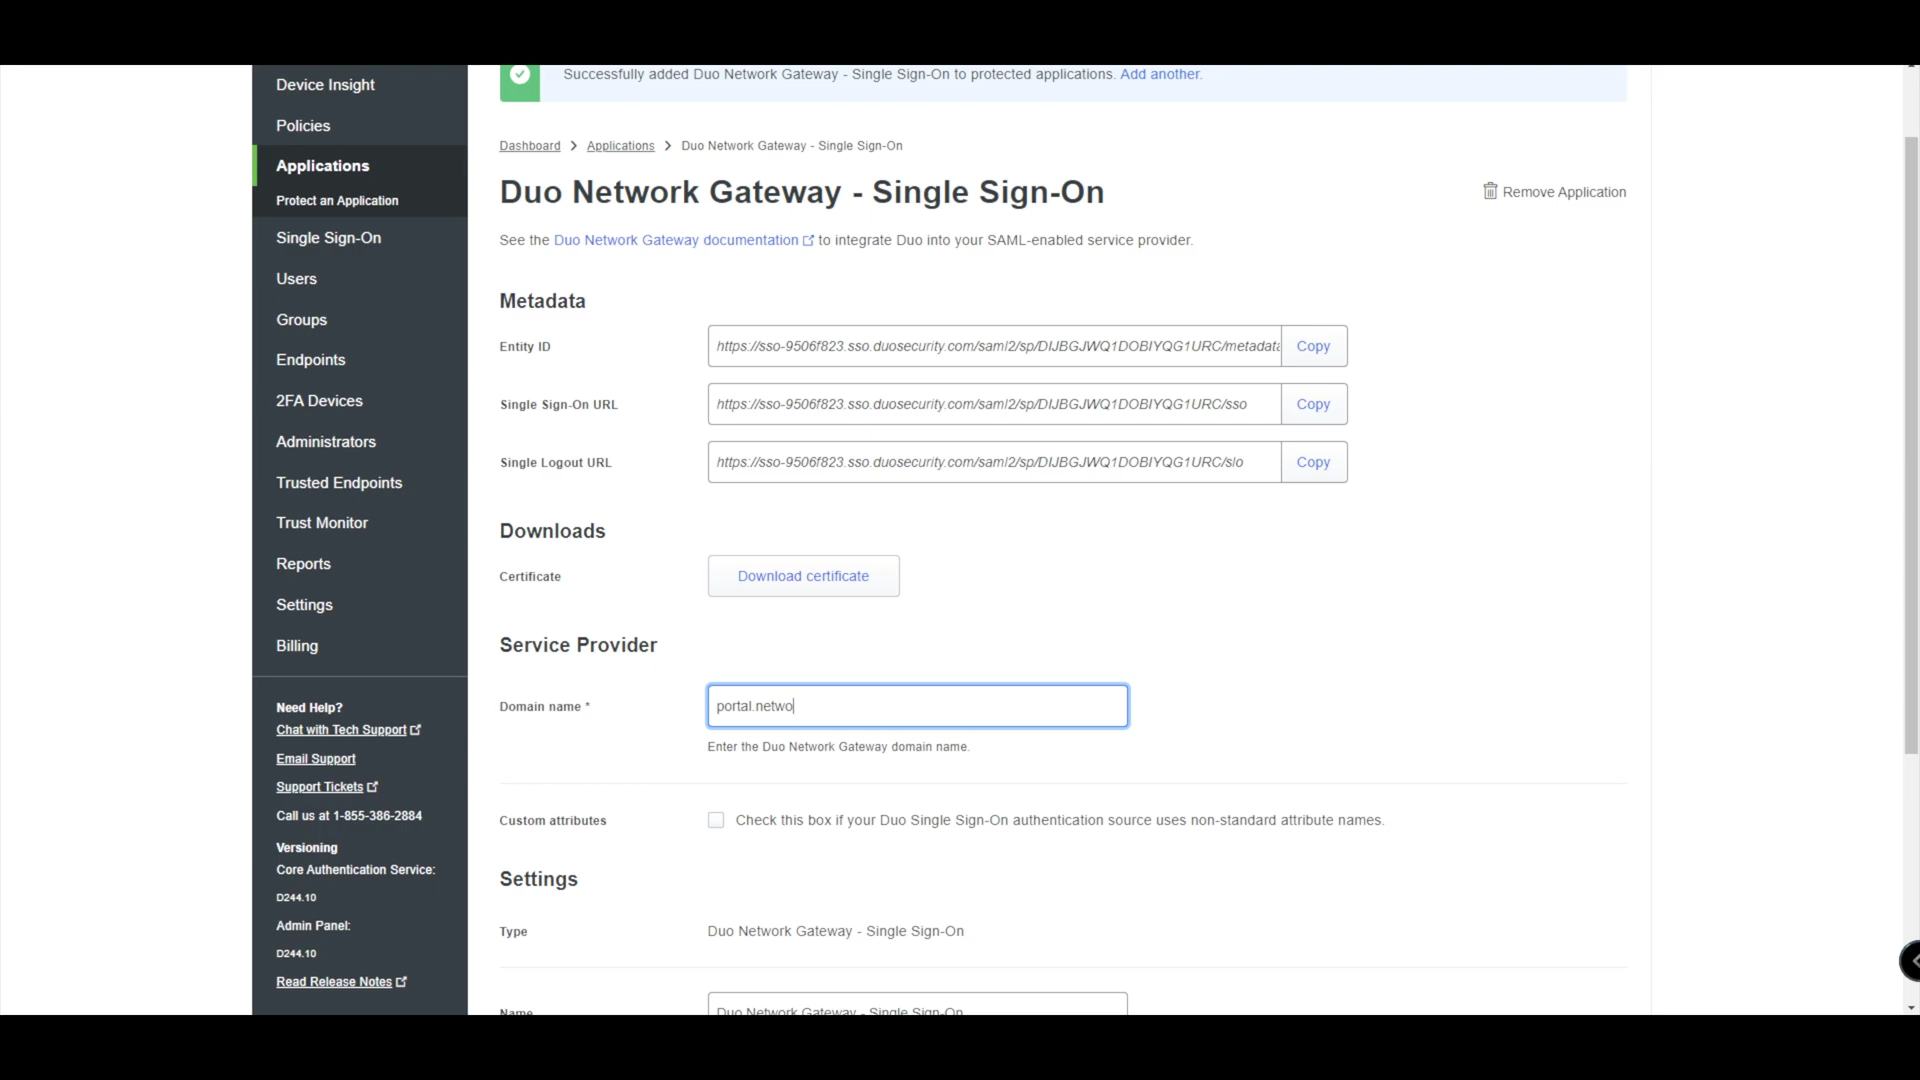 Device Insight
Policies
Applications
Protect an Application
Single Sign-On
Users
Groups
Endpoints
2FA Devices
Administrators
Trusted Endpoints
Trust Monitor
Reports
Settings
Billing
Need Help?
Chat with Tech Support
Email Support
Support Tickets
Call us at 1-855-386-2884
Versioning
Core Authentication Service:
D244.10
Admin Panel:
D244.10
Read Release Notes
Successfully added Duo Network Gateway - Single Sign-On to protected applications. Add another.
Dashboard > Applications > Duo Network Gateway - Single Sign-On
Duo Network Gateway - Single Sign-On
Remove Application
See the Duo Network Gateway documentation to integrate Duo into your SAML-enabled service provider.
Metadata
Entity ID https://sso-9506f823.sso.duosecurity.com/saml2/sp/DIJBGJWQ1DOBIYQG1URC/metadata Copy
Single Sign-On URL https://sso-9506f823.sso.duosecurity.com/saml2/sp/DIJBGJWQ1DOBIYQG1URC/sso Copy
Single Logout URL https://sso-9506f823.sso.duosecurity.com/saml2/sp/DIJBGJWQ1DOBIYQG1URC/slo Copy
Downloads
Certificate Download certificate
Service Provider
Domain name * portal.netwo
Enter the Duo Network Gateway domain name.
Custom attributes Check this box if your Duo Single Sign-On authentication source uses non-standard attribute names.
Settings
Type Duo Network Gateway - Single Sign-On
Name Duo Network Gateway - Single Sign-On